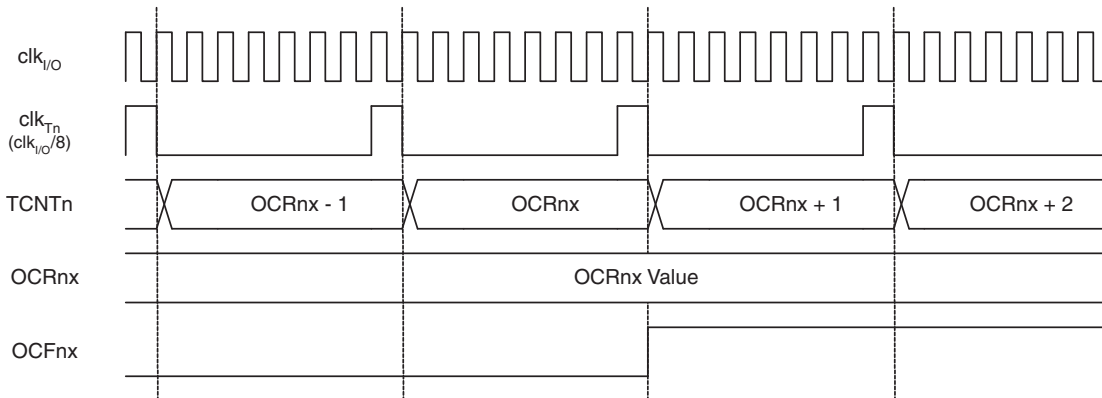 clkI/O
clkTn
(clkI/O/8)
TCNTn
OCRnx - 1
OCRnx
OCRnx + 1
OCRnx + 2
OCRnx
OCRnx Value
OCFnx